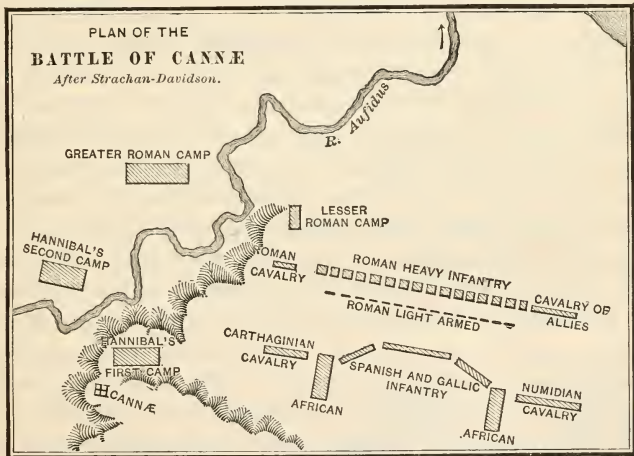 PLAN OF THE
BATTLE OF CANNÆ
After Strachan-Davidson.
R. Aufidus
GREATER ROMAN CAMP
LESSER
ROMAN CAMP
HANNIBAL'S
SECOND CAMP
ROMAN
CAVALRY
ROMAN HEAVY INFANTRY
CAVALRY OF
ALLIES
ROMAN LIGHT ARMED
HANNIBAL'S
FIRST CAMP
CANNÆ
CARTHAGINIAN
CAVALRY
SPANISH AND GALLIC
INFANTRY
AFRICAN
NUMIDIAN
CAVALRY
AFRICAN